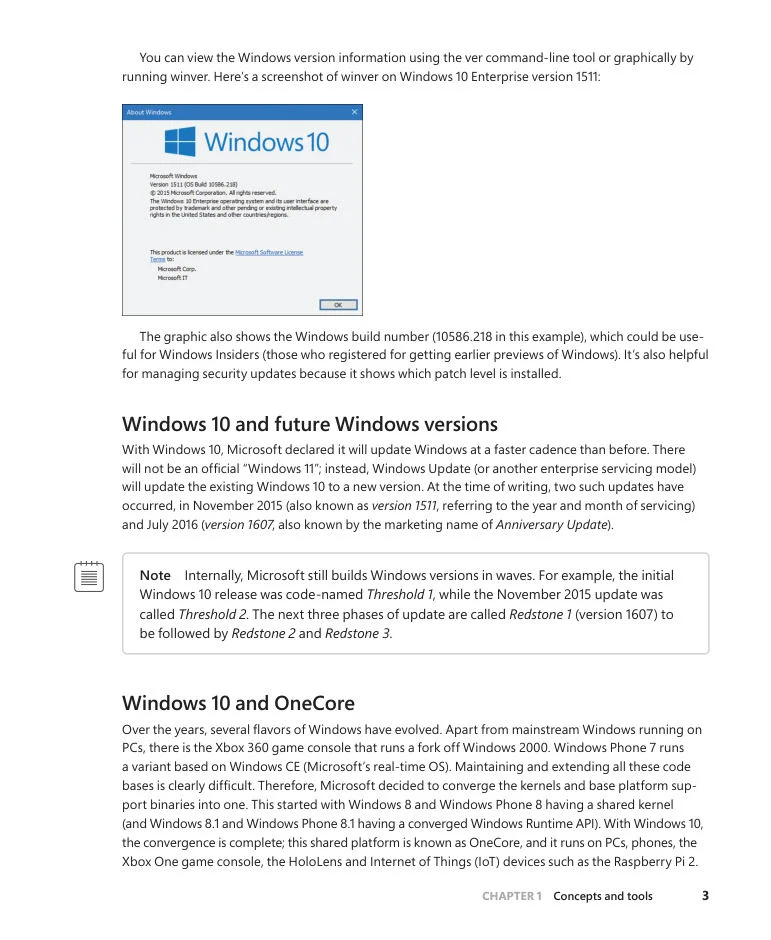 You can view the Windows version information using the ver command-line tool or graphically by
running winver. Here’s a screenshot of winver on Windows 10 Enterprise version 1511:
About Windows
Windows 10
Microsoft Windows
Version 1511 (OS Build 10586.218)
© 2015 Microsoft Corporation. All rights reserved.
The Windows 10 Enterprise operating system and its user interface are
protected by trademark and other pending or existing intellectual property
rights in the United States and other countries/regions.
This product is licensed under the Microsoft Software License
Terms to:
Microsoft Corp.
Microsoft IT
OK
The graphic also shows the Windows build number (10586.218 in this example), which could be use-
ful for Windows Insiders (those who registered for getting earlier previews of Windows). It’s also helpful
for managing security updates because it shows which patch level is installed.
Windows 10 and future Windows versions
With Windows 10, Microsoft declared it will update Windows at a faster cadence than before. There
will not be an official “Windows 11”; instead, Windows Update (or another enterprise servicing model)
will update the existing Windows 10 to a new version. At the time of writing, two such updates have
occurred, in November 2015 (also known as version 1511, referring to the year and month of servicing)
and July 2016 (version 1607, also known by the marketing name of Anniversary Update).
Note Internally, Microsoft still builds Windows versions in waves. For example, the initial
Windows 10 release was code-named Threshold 1, while the November 2015 update was
called Threshold 2. The next three phases of update are called Redstone 1 (version 1607) to
be followed by Redstone 2 and Redstone 3.
Windows 10 and OneCore
Over the years, several flavors of Windows have evolved. Apart from mainstream Windows running on
PCs, there is the Xbox 360 game console that runs a fork off Windows 2000. Windows Phone 7 runs
a variant based on Windows CE (Microsoft’s real-time OS). Maintaining and extending all these code
bases is clearly difficult. Therefore, Microsoft decided to converge the kernels and base platform sup-
port binaries into one. This started with Windows 8 and Windows Phone 8 having a shared kernel
(and Windows 8.1 and Windows Phone 8.1 having a converged Windows Runtime API). With Windows 10,
the convergence is complete; this shared platform is known as OneCore, and it runs on PCs, phones, the
Xbox One game console, the HoloLens and Internet of Things (IoT) devices such as the Raspberry Pi 2.
CHAPTER 1 Concepts and tools 3